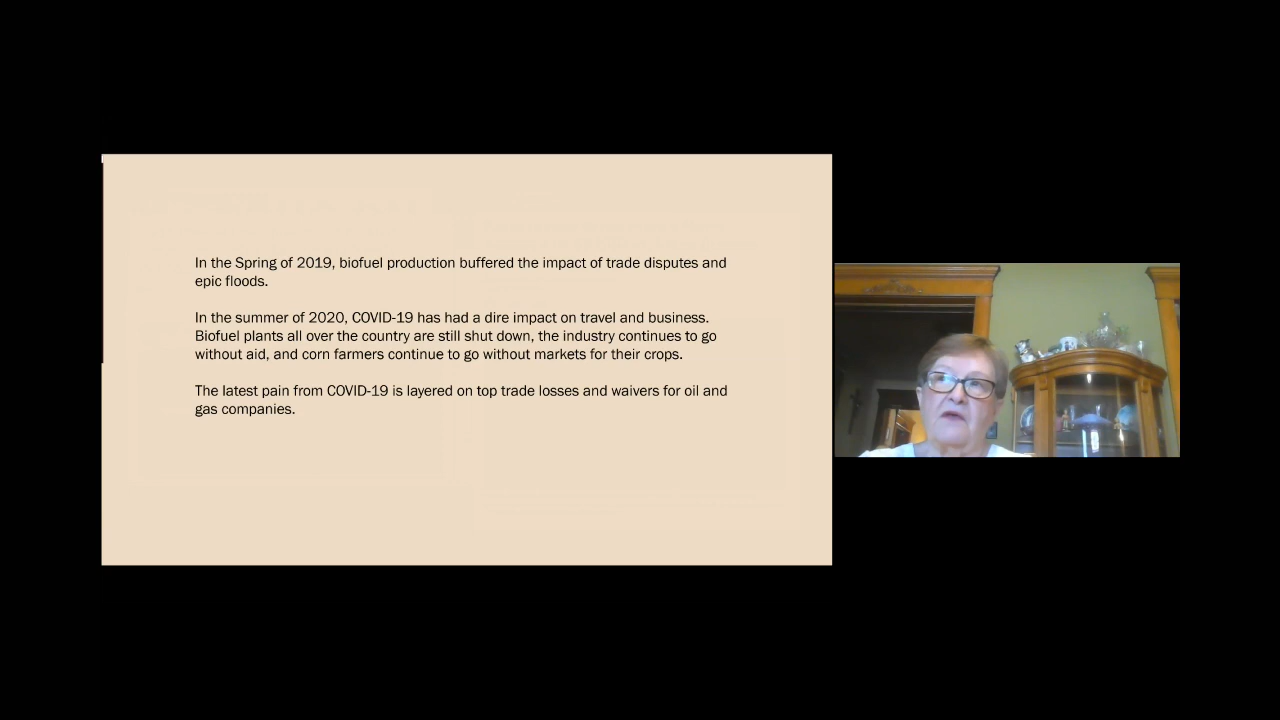 In the Spring of 2019, biofuel production buffered the impact of trade disputes and
epic floods.
In the summer of 2020, COVID-19 has had a dire impact on travel and business.
Biofuel plants all over the country are still shut down, the industry continues to go
without aid, and corn farmers continue to go without markets for their crops.
The latest pain from COVID-19 is layered on top trade losses and waivers for oil and
gas companies.